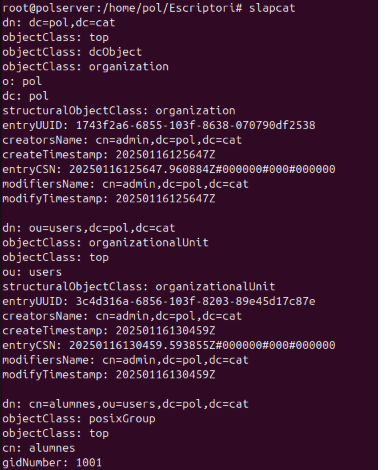 root@polserver:/home/pol/Escriptori# slapcat
dn: dc=pol,dc=cat
objectClass: top
objectClass: dcObject
objectClass: organization
o: pol
dc: pol
structuralObjectClass: organization
entryUUID: 1743f2a6-6855-103f-8638-070790df2538
creatorsName: cn=admin,dc=pol,dc=cat
createTimestamp: 20250116125647Z
entryCSN: 20250116125647.960884Z#000000#000#000000
modifiersName: cn=admin,dc=pol,dc=cat
modifyTimestamp: 20250116125647Z

dn: ou=users,dc=pol,dc=cat
objectClass: organizationalUnit
objectClass: top
ou: users
structuralObjectClass: organizationalUnit
entryUUID: 3c4d316a-6856-103f-8203-89e45d17c87e
creatorsName: cn=admin,dc=pol,dc=cat
createTimestamp: 20250116130459Z
entryCSN: 20250116130459.593855Z#000000#000#000000
modifiersName: cn=admin,dc=pol,dc=cat
modifyTimestamp: 20250116130459Z

dn: cn=alumnes,ou=users,dc=pol,dc=cat
objectClass: posixGroup
objectClass: top
cn: alumnes
gidNumber: 1001